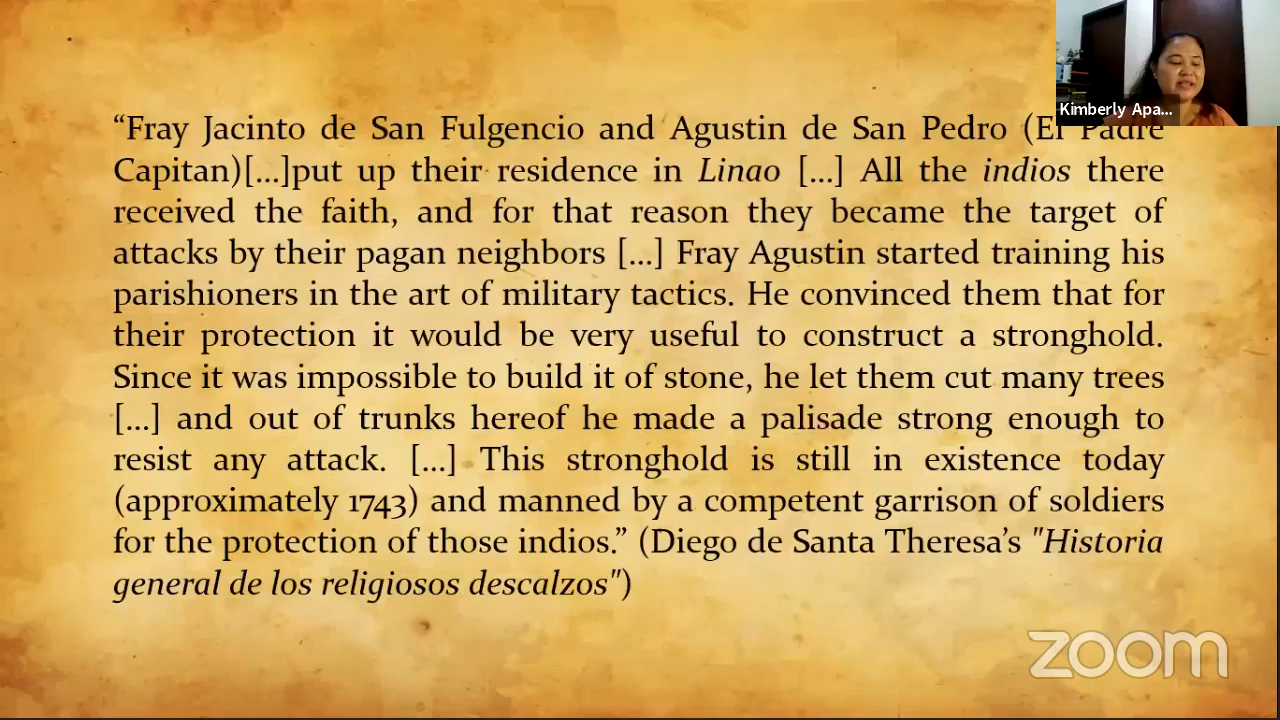 “Fray Jacinto de San Fulgencio and Agustin de San Pedro (El Padre
Capitan)[...]put up their residence in Linao [...] All the indios there
received the faith, and for that reason they became the target of
attacks by their pagan neighbors [...] Fray Agustin started training his
parishioners in the art of military tactics. He convinced them that for
their protection it would be very useful to construct a stronghold.
Since it was impossible to build it of stone, he let them cut many trees
[...] and out of trunks hereof he made a palisade strong enough to
resist any attack. [...] This stronghold is still in existence today
(approximately 1743) and manned by a competent garrison of soldiers
for the protection of those indios.” (Diego de Santa Theresa’s "Historia
general de los religiosos descalzos")
Kimberly Apa...
zoom